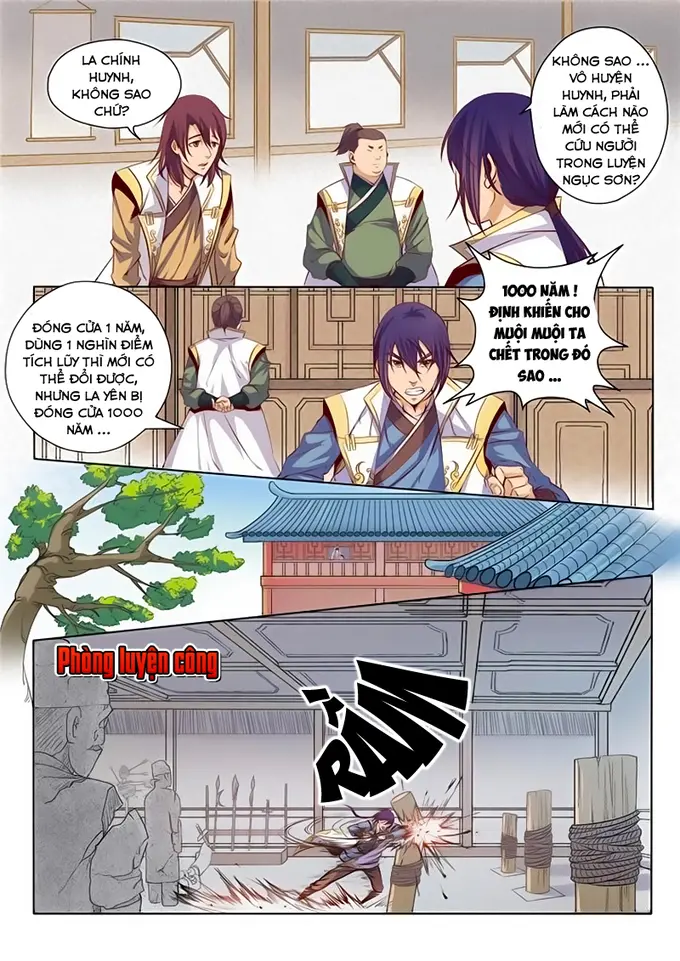 LA CHÍNH
HUYNH,
KHÔNG SAO
CHỨ?
KHÔNG SAO ...
VÔ HUYỆN
HUYNH, PHẢI
LÀM CÁCH NÀO
MỚI CÓ THỂ
CỨU NGƯỜI
TRONG LUYỆN
NGỤC SƠN?
1000 NĂM !
ĐỊNH KHIẾN CHO
MUỘI MUỘI TA
CHẾT TRONG ĐÓ
SAO ...
ĐÓNG CỬA 1 NĂM,
DÙNG 1 NGHÌN ĐIỂM
TÍCH LŨY THÌ MỚI CÓ
THỂ ĐỔI ĐƯỢC,
NHƯNG LA YÊN BỊ
ĐÓNG CỬA 1000
NĂM ...
Phòng luyện công
RẦM